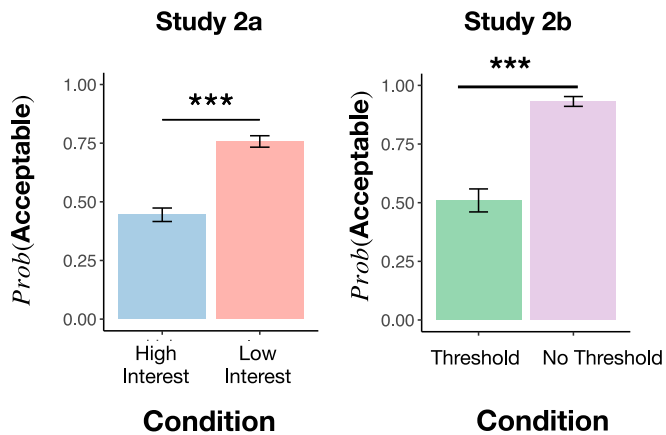 Study 2a
Prob(Acceptable)
1.00
0.75
0.50
0.25
0.00
***
High
Interest
Low
Interest
Condition
Study 2b
Prob(Acceptable)
1.00
0.75
0.50
0.25
0.00
***
Threshold
No Threshold
Condition